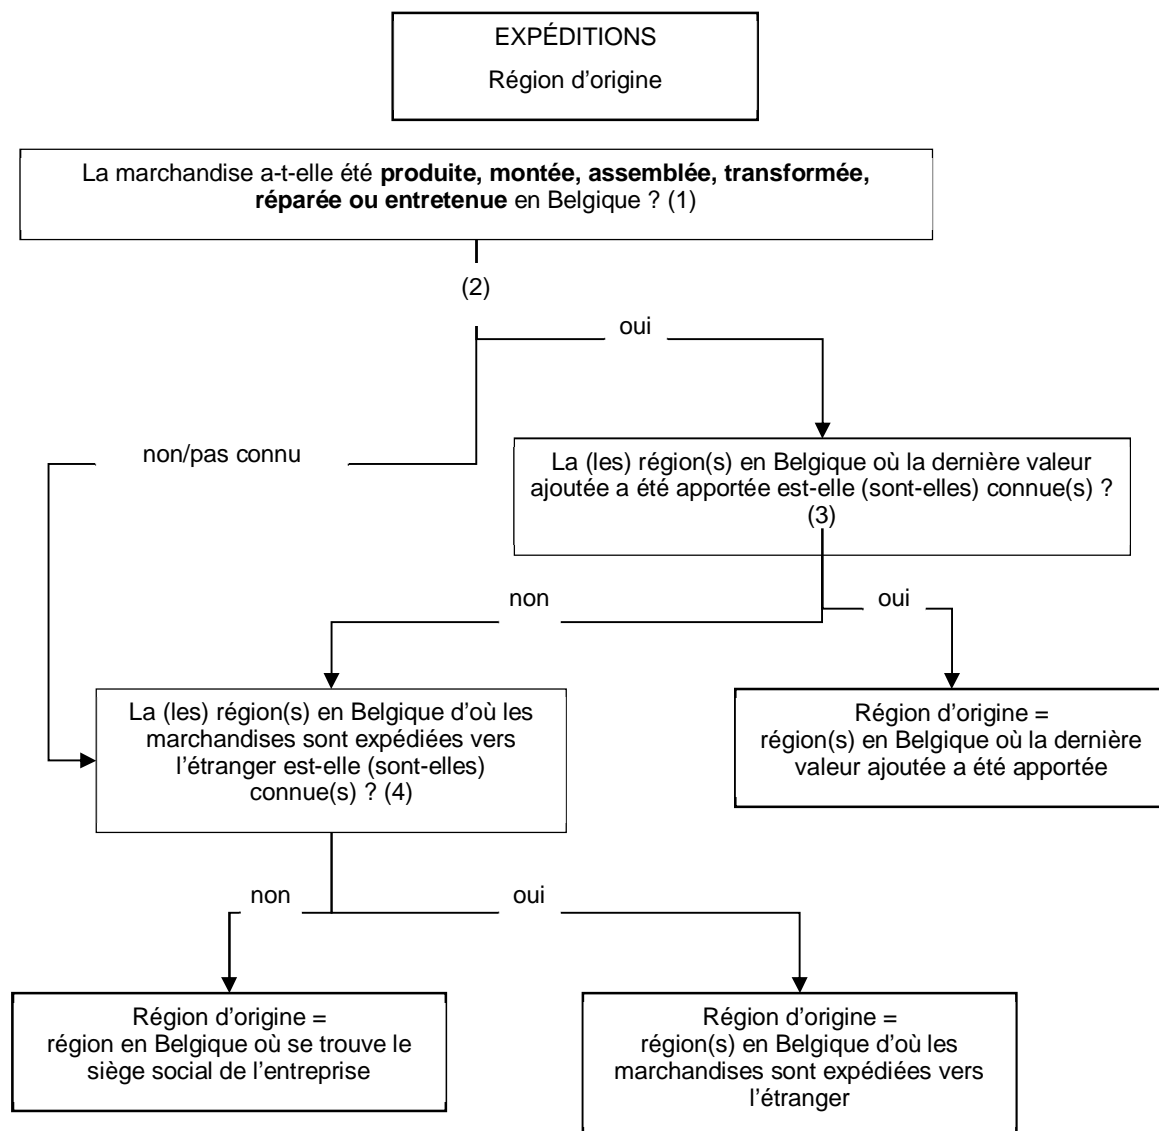 EXPÉDITIONS
Région d’origine
La marchandise a-t-elle été produite, montée, assemblée, transformée,
réparée ou entretenue en Belgique ? (1)
(2)
oui
non/pas connu
La (les) région(s) en Belgique où la dernière valeur
ajoutée a été apportée est-elle (sont-elles) connue(s) ?
(3)
non
oui
La (les) région(s) en Belgique d’où les
marchandises sont expédiées vers
l’étranger est-elle (sont-elles)
connue(s) ? (4)
Région d’origine =
région(s) en Belgique où la dernière
valeur ajoutée a été apportée
non
oui
Région d’origine =
région en Belgique où se trouve le
siège social de l’entreprise
Région d’origine =
région(s) en Belgique d’où les
marchandises sont expédiées vers
l’étranger